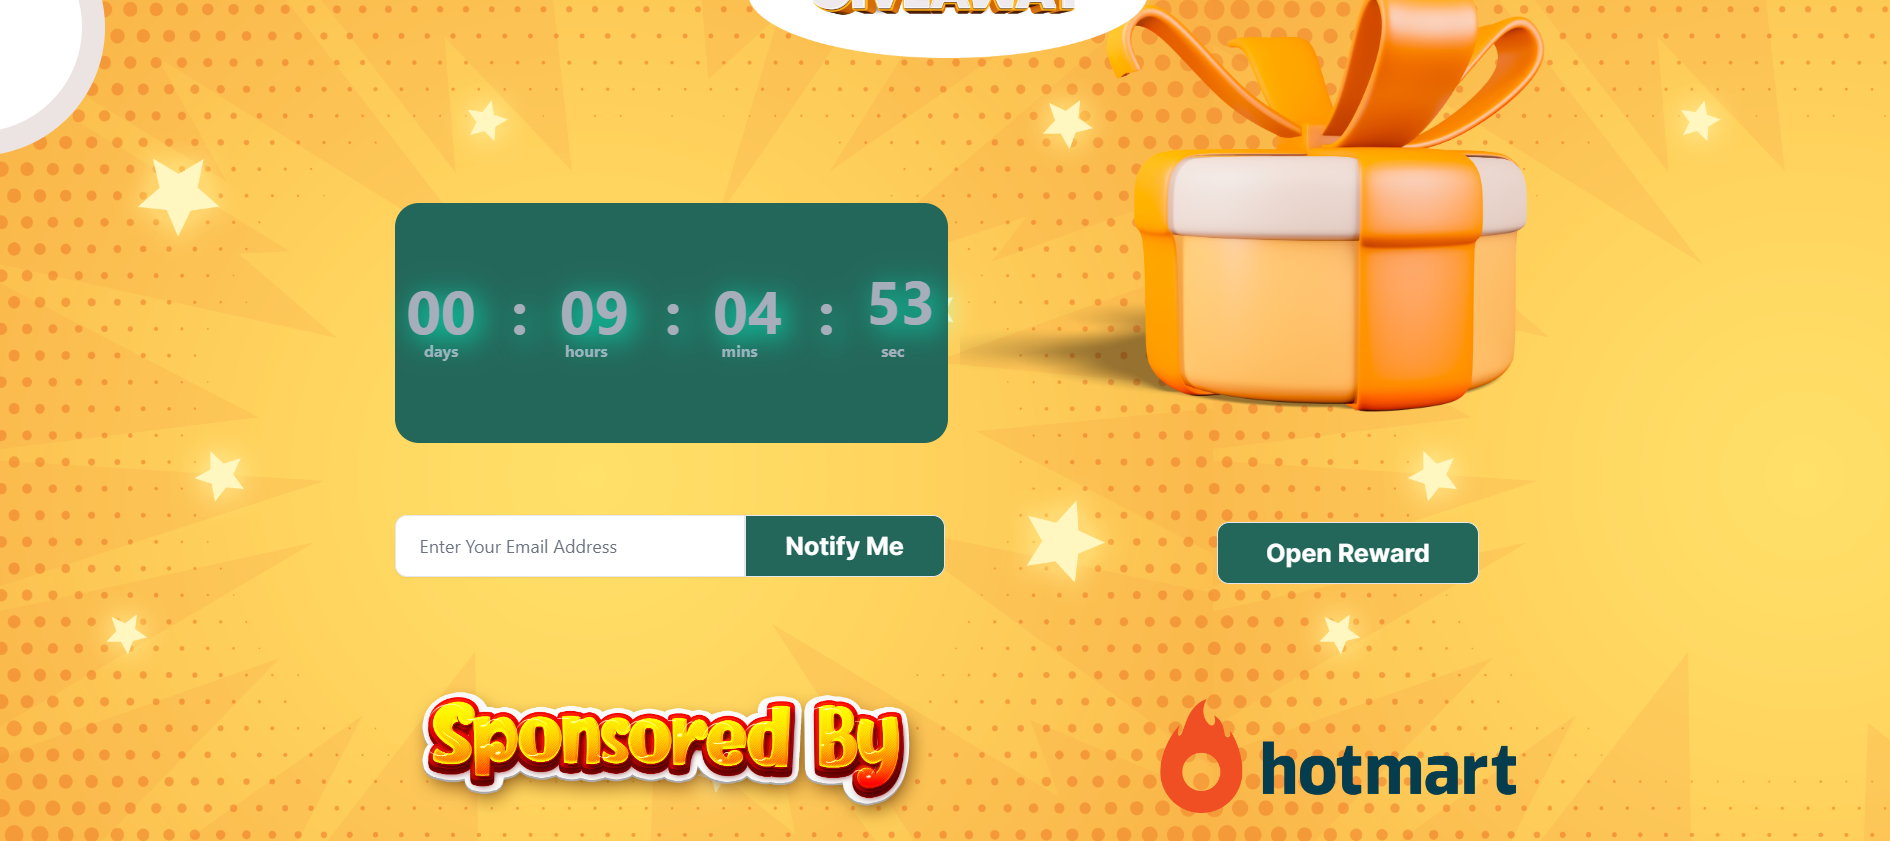 GIVEAWAY
00 : 09 : 04 : 53
days hours mins sec
Enter Your Email Address
Notify Me
Open Reward
Sponsored By
hotmart